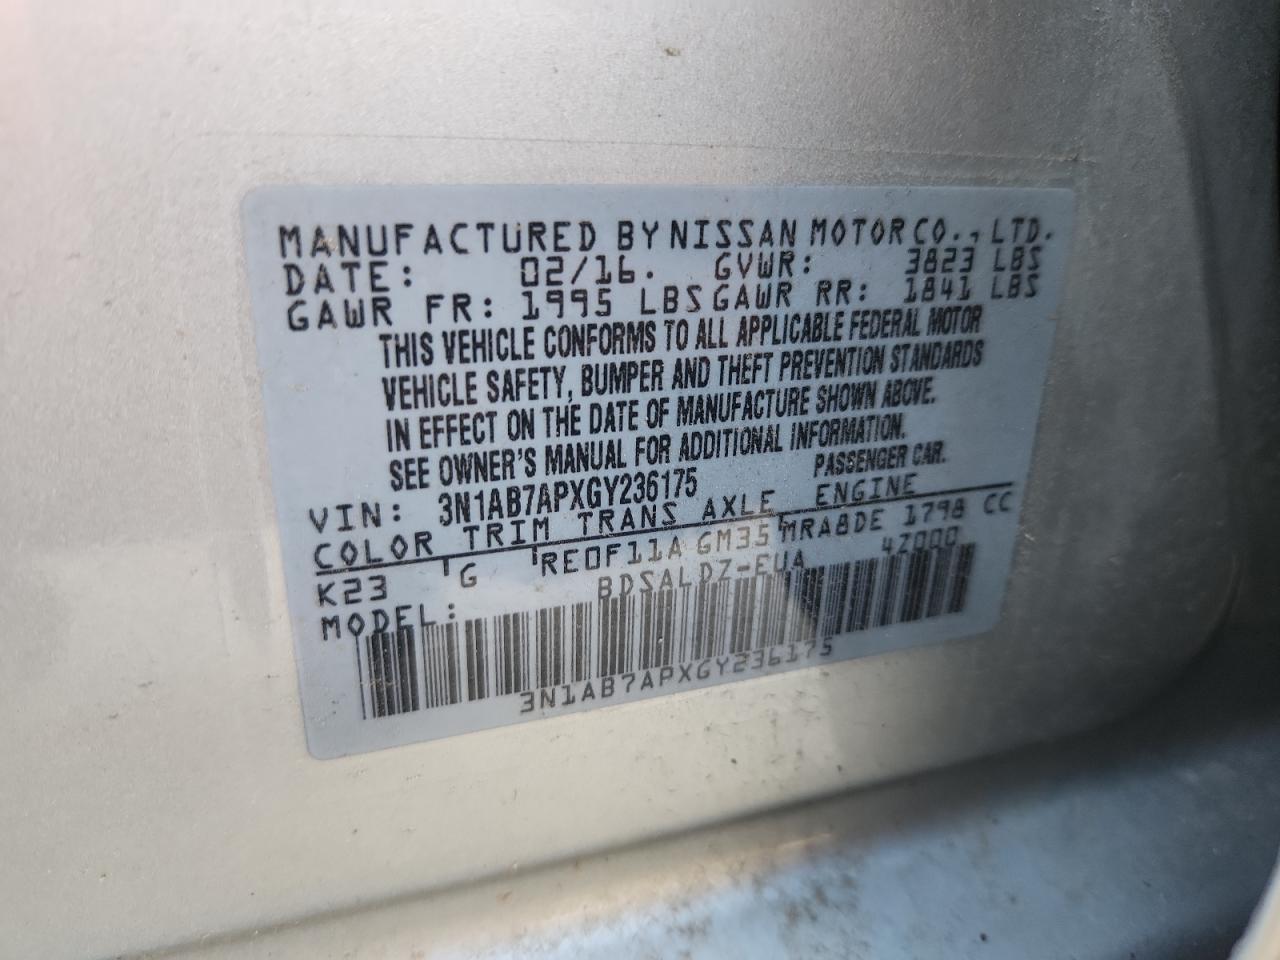 MANUFACTURED BY NISSAN MOTOR CO., LTD.
DATE: 02/16. GVWR: 3823 LBS
GAWR FR: 1995 LBS GAWR RR: 1841 LBS
THIS VEHICLE CONFORMS TO ALL APPLICABLE FEDERAL MOTOR
VEHICLE SAFETY, BUMPER AND THEFT PREVENTION STANDARDS
IN EFFECT ON THE DATE OF MANUFACTURE SHOWN ABOVE.
SEE OWNER'S MANUAL FOR ADDITIONAL INFORMATION.
VIN: 3N1AB7APXGY236175 PASSENGER CAR.
COLOR TRIM TRANS AXLE ENGINE
K23 G RE0F11A GM35 MRA8DE 1798 CC
MODEL: BDSALDZ-EUA 42000
3N1AB7APXGY236175